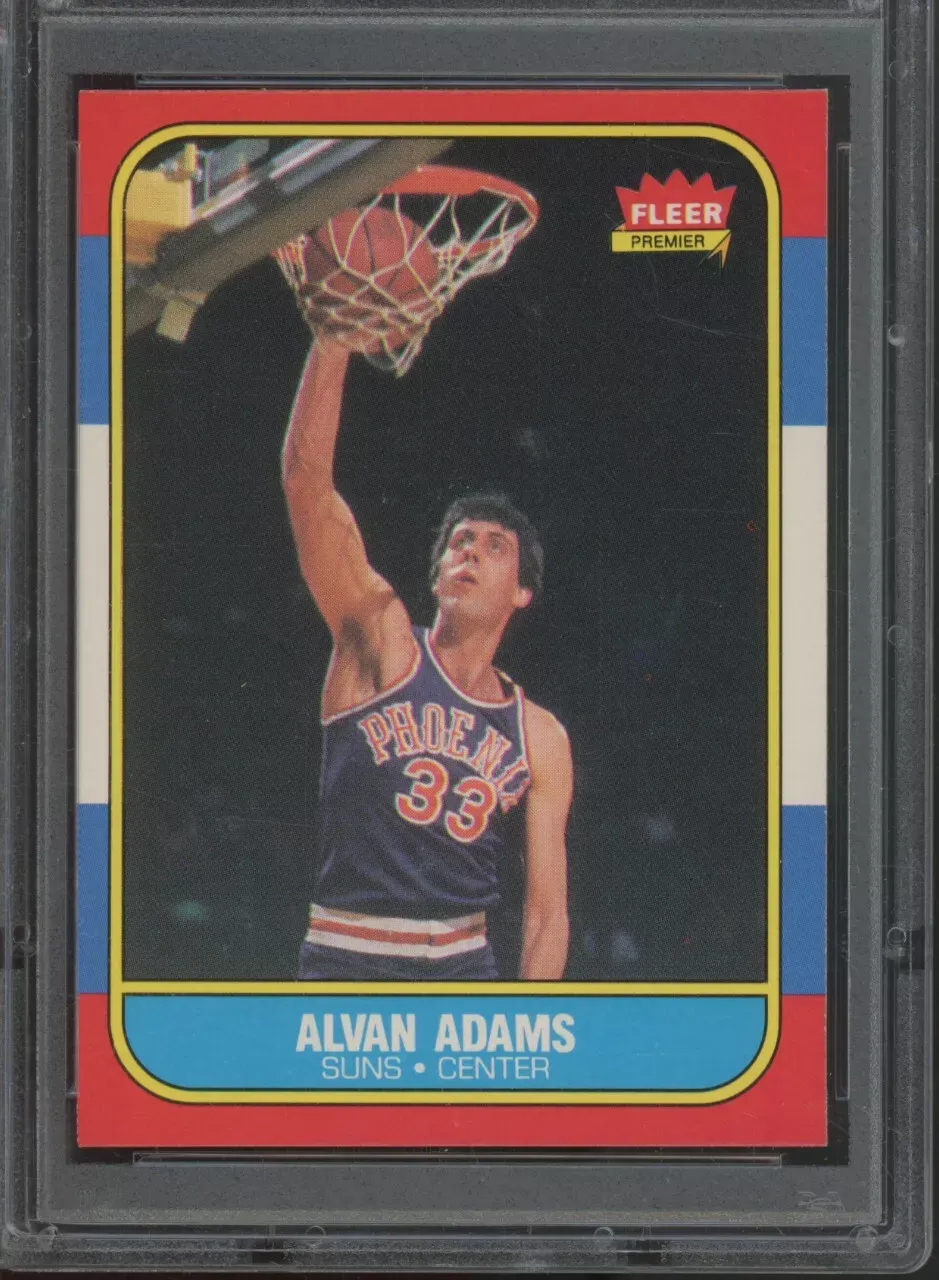 FLEER
PREMIER
PHOENIX
33
ALVAN ADAMS
SUNS • CENTER